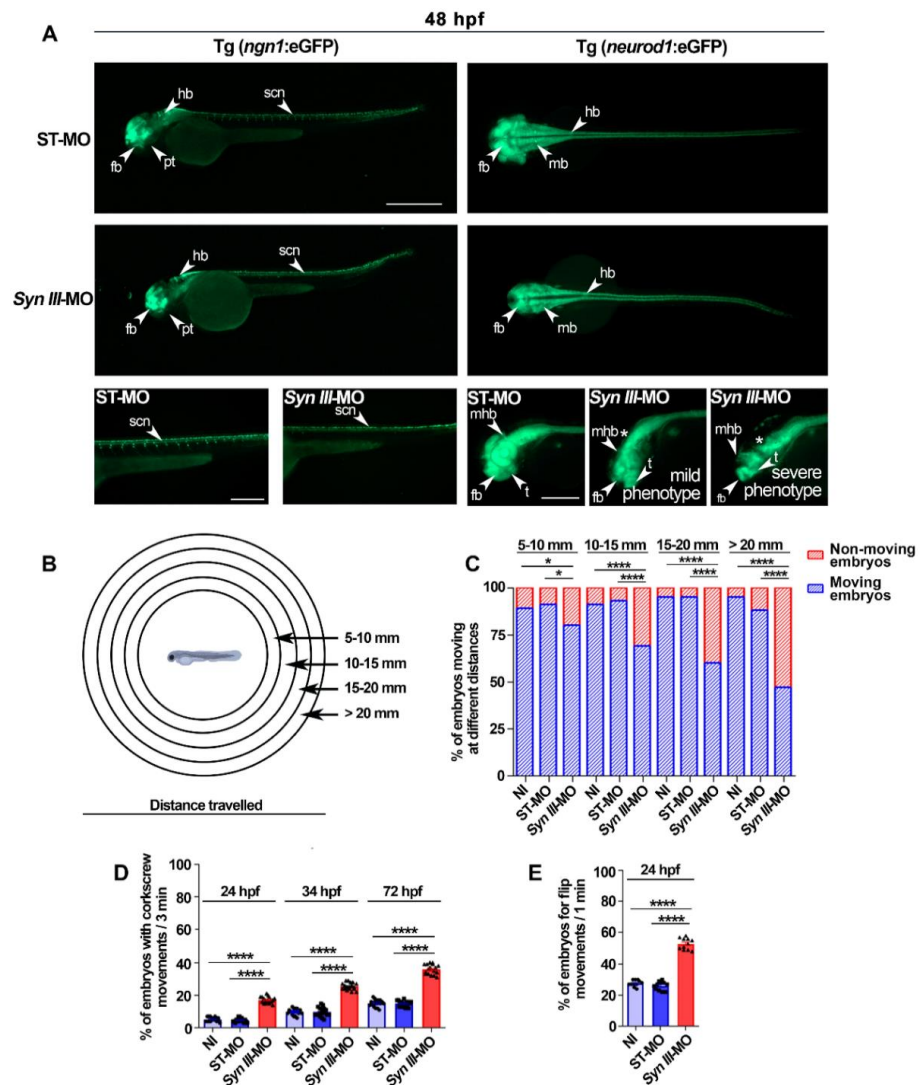 48 hpf
A
Tg (ngn1:eGFP)
Tg (neurod1:eGFP)
ST-MO
hb
scn
fb
pt
hb
fb
mb
Syn III-MO
hb
scn
fb
pt
hb
fb
mb
ST-MO
scn
Syn III-MO
scn
ST-MO
mhb
fb
t
Syn III-MO
mhb *
t
fb
mild
phenotype
Syn III-MO
mhb
*
t
fb
severe
phenotype
B
5-10 mm
10-15 mm
15-20 mm
> 20 mm
Distance travelled
C
5-10 mm 10-15 mm 15-20 mm > 20 mm
* **** **** ****
* **** **** ****
Non-moving
embryos
Moving
embryos
% of embryos moving
at different distances
100
75
50
25
0
NI ST-MO Syn III-MO NI ST-MO Syn III-MO NI ST-MO Syn III-MO NI ST-MO Syn III-MO
D
% of embryos with corkscrew
movements / 3 min
100
80
60
40
20
0
24 hpf 34 hpf 72 hpf
**** **** ****
**** **** ****
NI ST-MO Syn III-MO NI ST-MO Syn III-MO NI ST-MO Syn III-MO
E
% of embryos for flip
movements / 1 min
100
80
60
40
20
0
24 hpf
****
****
NI ST-MO Syn III-MO